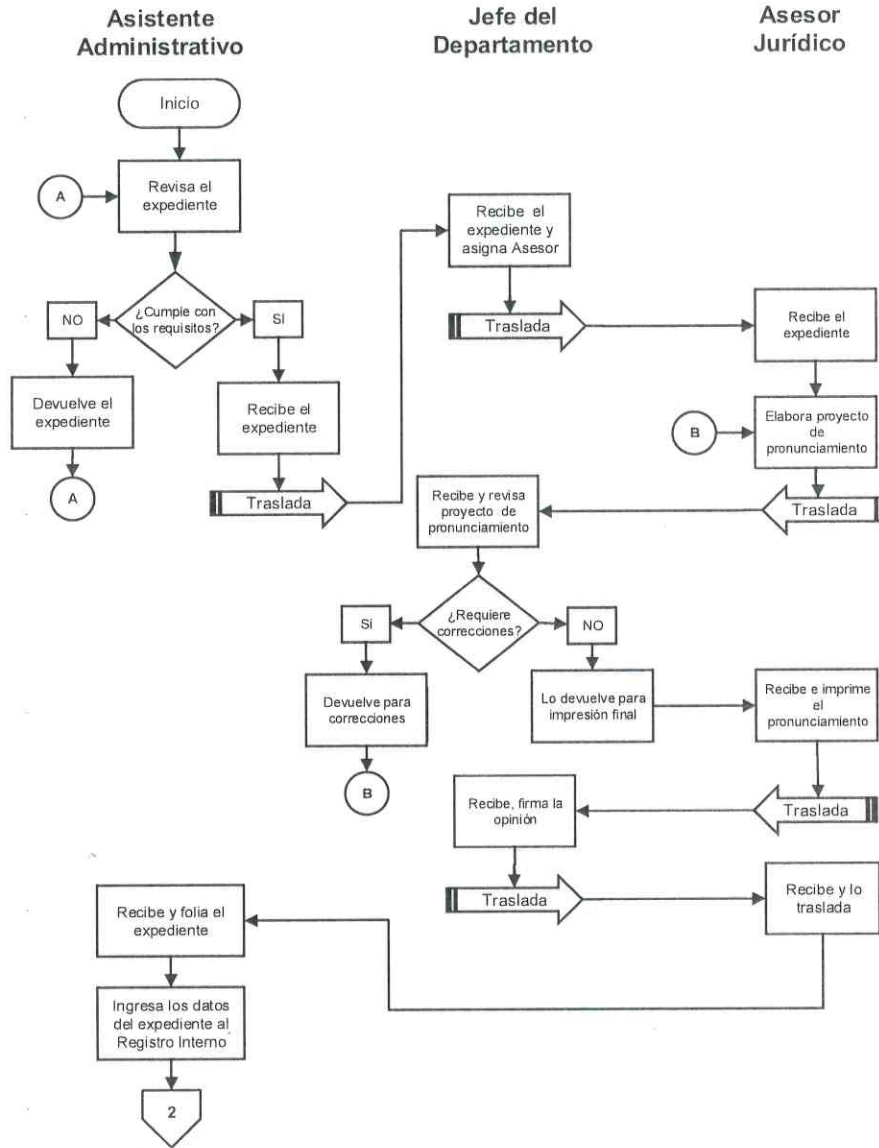 Asistente
Administrativo
Jefe del
Departamento
Asesor
Jurídico
Inicio
A
Revisa el
expediente
¿Cumple con
los requisitos?
NO
SI
Devuelve el
expediente
A
Recibe el
expediente
Traslada
Recibe el
expediente y
asigna Asesor
Traslada
Recibe el
expediente
B
Elabora proyecto
de
pronunciamiento
Traslada
Recibe y revisa
proyecto de
pronunciamiento
¿Requiere
correcciones?
Si
NO
Devuelve para
correcciones
B
Lo devuelve para
impresión final
Recibe e imprime
el
pronunciamiento
Traslada
Recibe, firma la
opinión
Traslada
Recibe y lo
traslada
Recibe y folia el
expediente
Ingresa los datos
del expediente al
Registro Interno
2